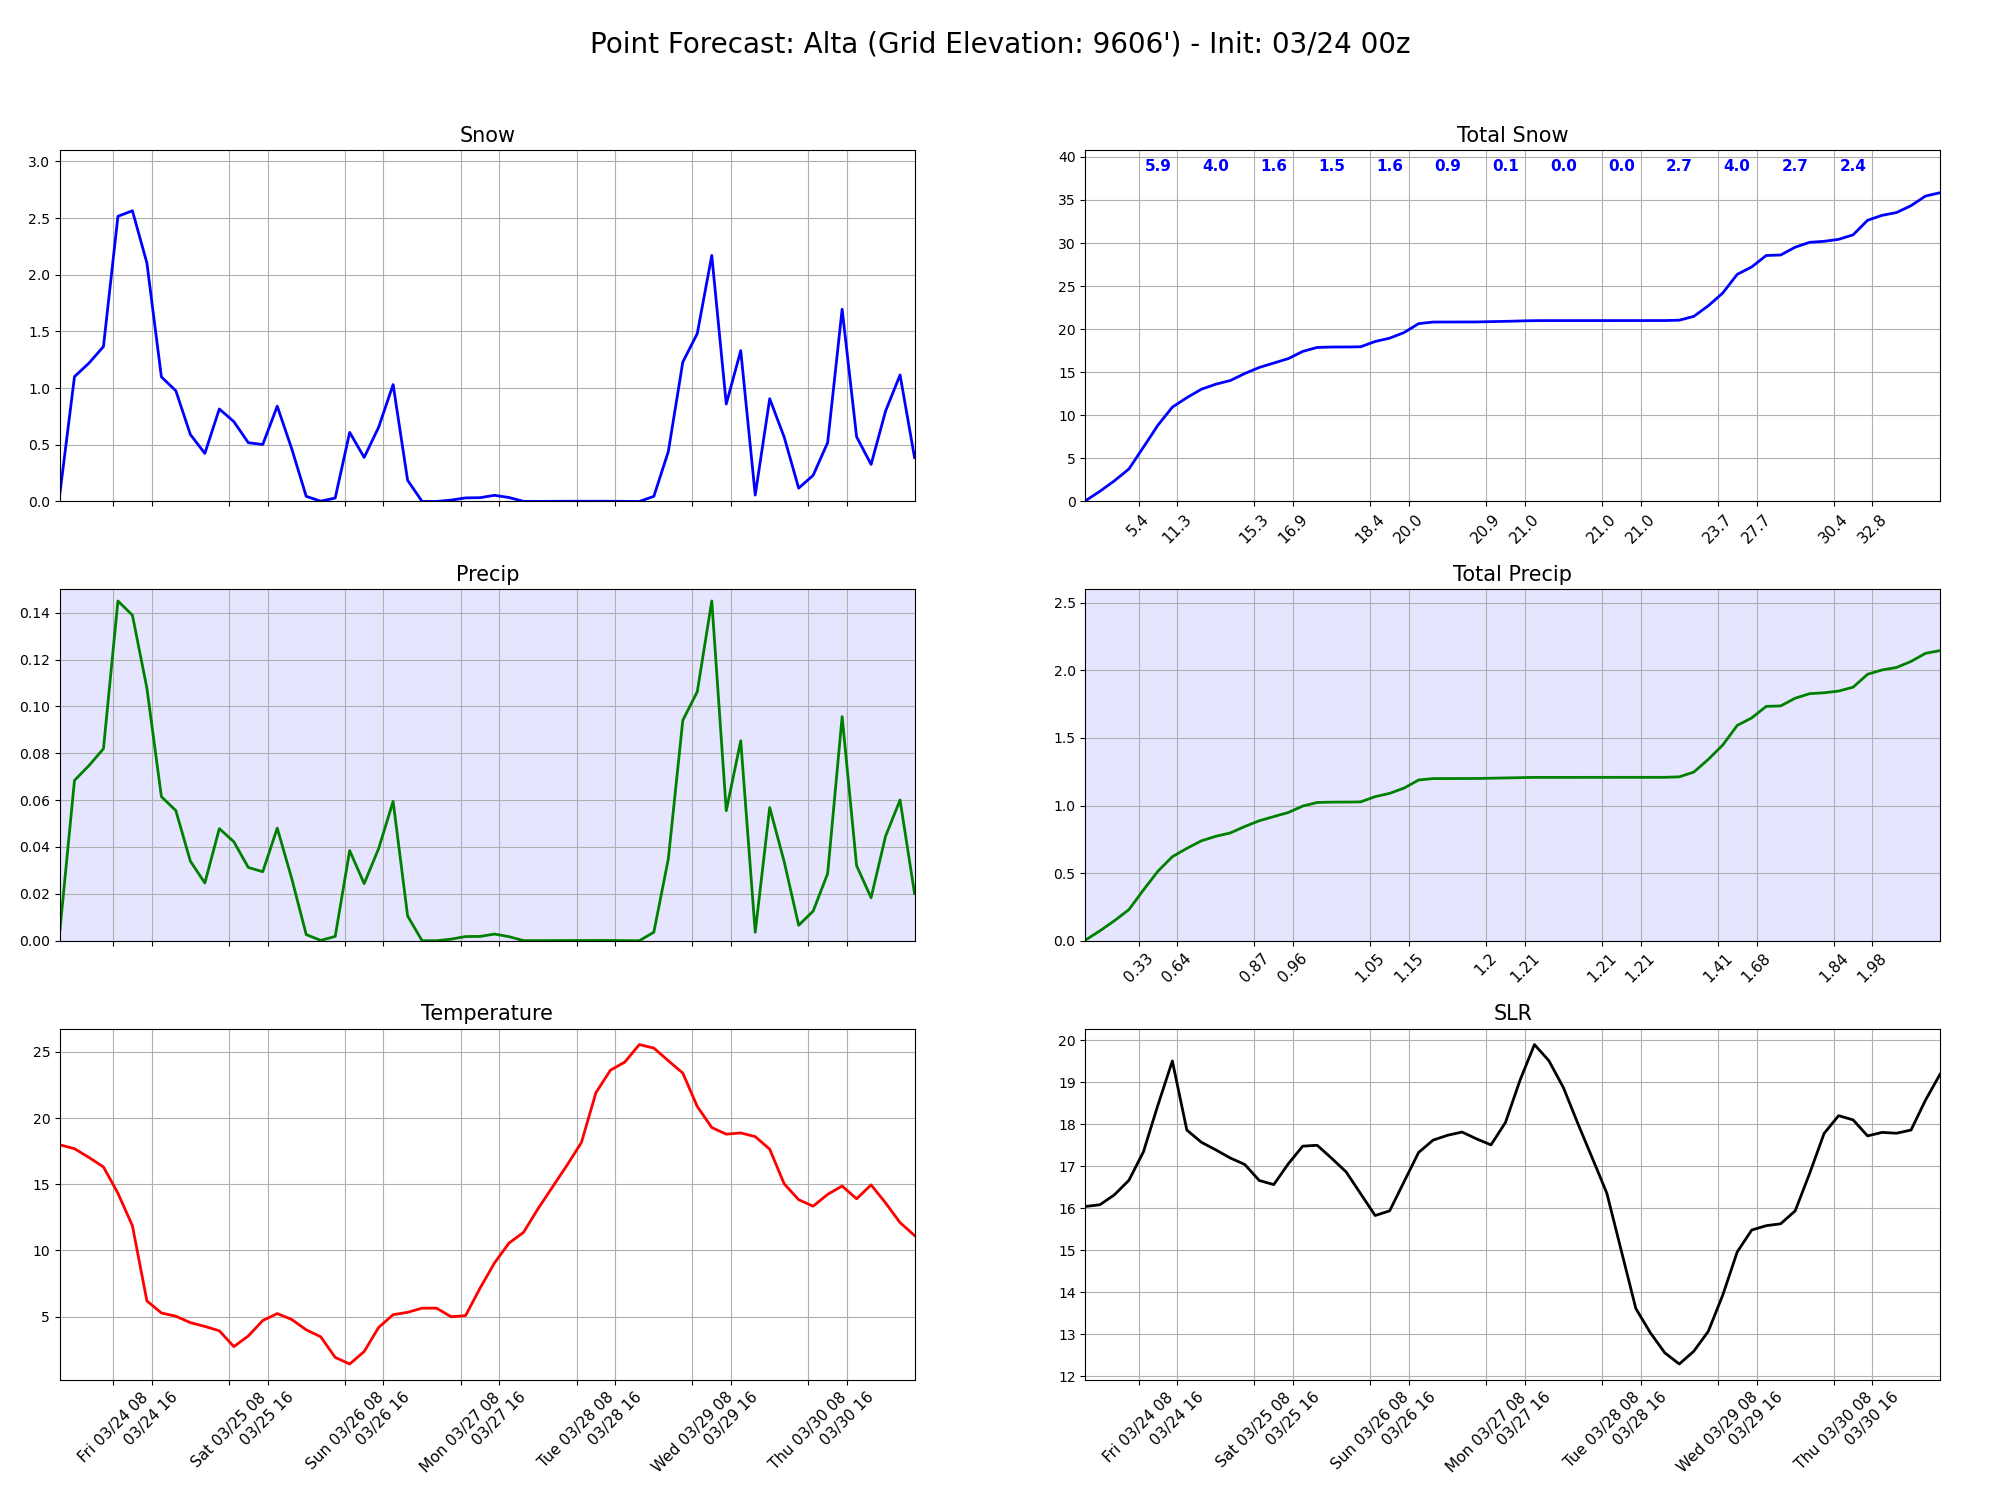 Point Forecast: Alta (Grid Elevation: 9606') - Init: 03/24 00z
Snow
3.0
2.5
2.0
1.5
1.0
0.5
0.0
Total Snow
5.9 4.0 1.6 1.5 1.6 0.9 0.1 0.0 0.0 2.7 4.0 2.7 2.4
40
35
30
25
20
15
10
5
0
5.4 11.3 15.3 16.9 18.4 20.0 20.9 21.0 21.0 21.0 23.7 27.7 30.4 32.8
Precip
0.14
0.12
0.10
0.08
0.06
0.04
0.02
0.00
Total Precip
2.5
2.0
1.5
1.0
0.5
0.0
0.33 0.64 0.87 0.96 1.05 1.15 1.2 1.21 1.21 1.21 1.41 1.68 1.84 1.98
Temperature
25
20
15
10
5
Fri 03/24 08
03/24 16
Sat 03/25 08
03/25 16
Sun 03/26 08
03/26 16
Mon 03/27 08
03/27 16
Tue 03/28 08
03/28 16
Wed 03/29 08
03/29 16
Thu 03/30 08
03/30 16
SLR
20
19
18
17
16
15
14
13
12
Fri 03/24 08
03/24 16
Sat 03/25 08
03/25 16
Sun 03/26 08
03/26 16
Mon 03/27 08
03/27 16
Tue 03/28 08
03/28 16
Wed 03/29 08
03/29 16
Thu 03/30 08
03/30 16